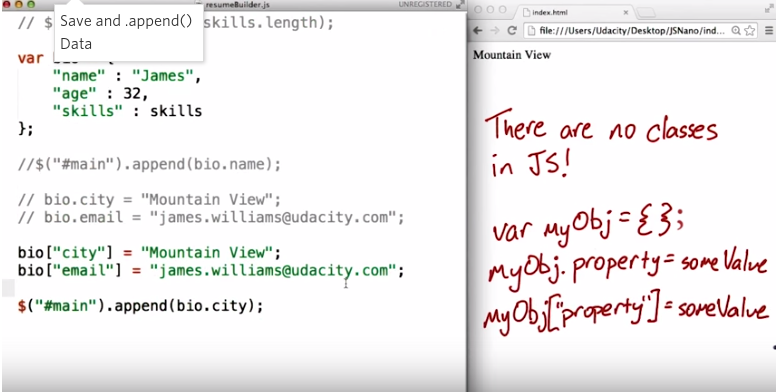 resumeBuilder.js
UNREGISTERED
Save and .append()
Data
// $ skills.length);
var
"name" : "James",
"age" : 32,
"skills" : skills
};
//$("#main").append(bio.name);
// bio.city = "Mountain View";
// bio.email = "james.williams@udacity.com";
bio["city"] = "Mountain View";
bio["email"] = "james.williams@udacity.com";
$("#main").append(bio.city);
index.html
file:///Users/Udacity/Desktop/JSNano/ind...
Mountain View
There are no classes
in JS!
var myObj = {};
myObj.property = someValue
myObj["property"] = someValue